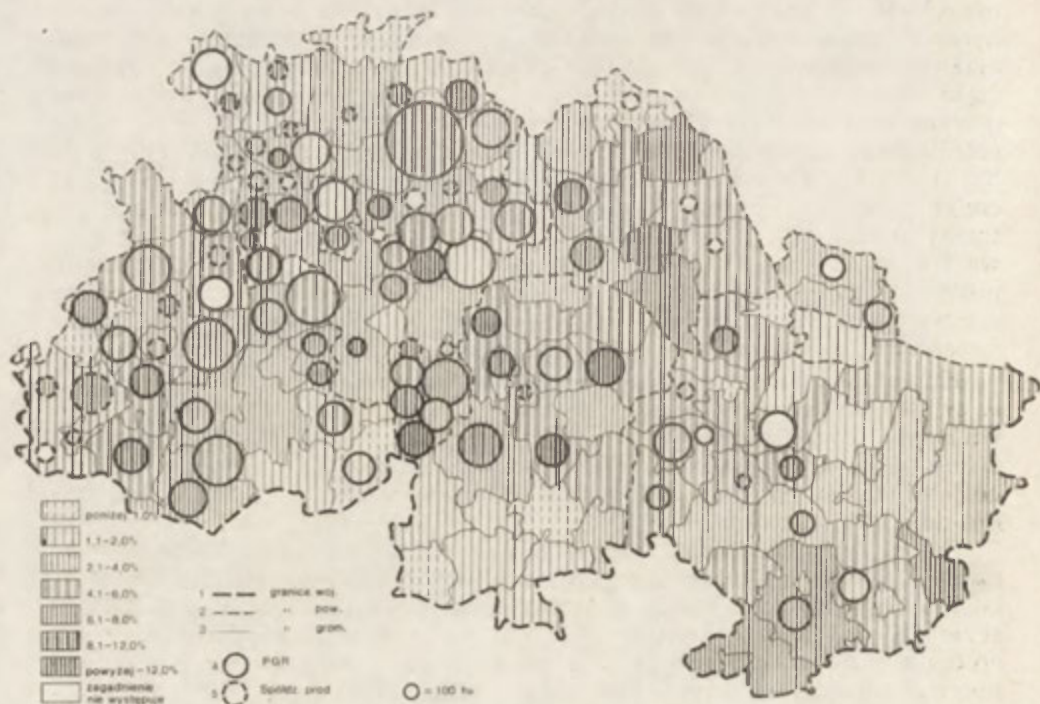 poniżej 1,0%
1,1-2,0%
2,1-4,0%
4,1-6,0%
6,1-8,0%
8,1-12,0%
powyżej-12,0%
zagadnienie
nie występuje
1 granice woj.
2 " pow.
3 " grom.
4 PGR
5 Spółdz. prod
= 100 ha